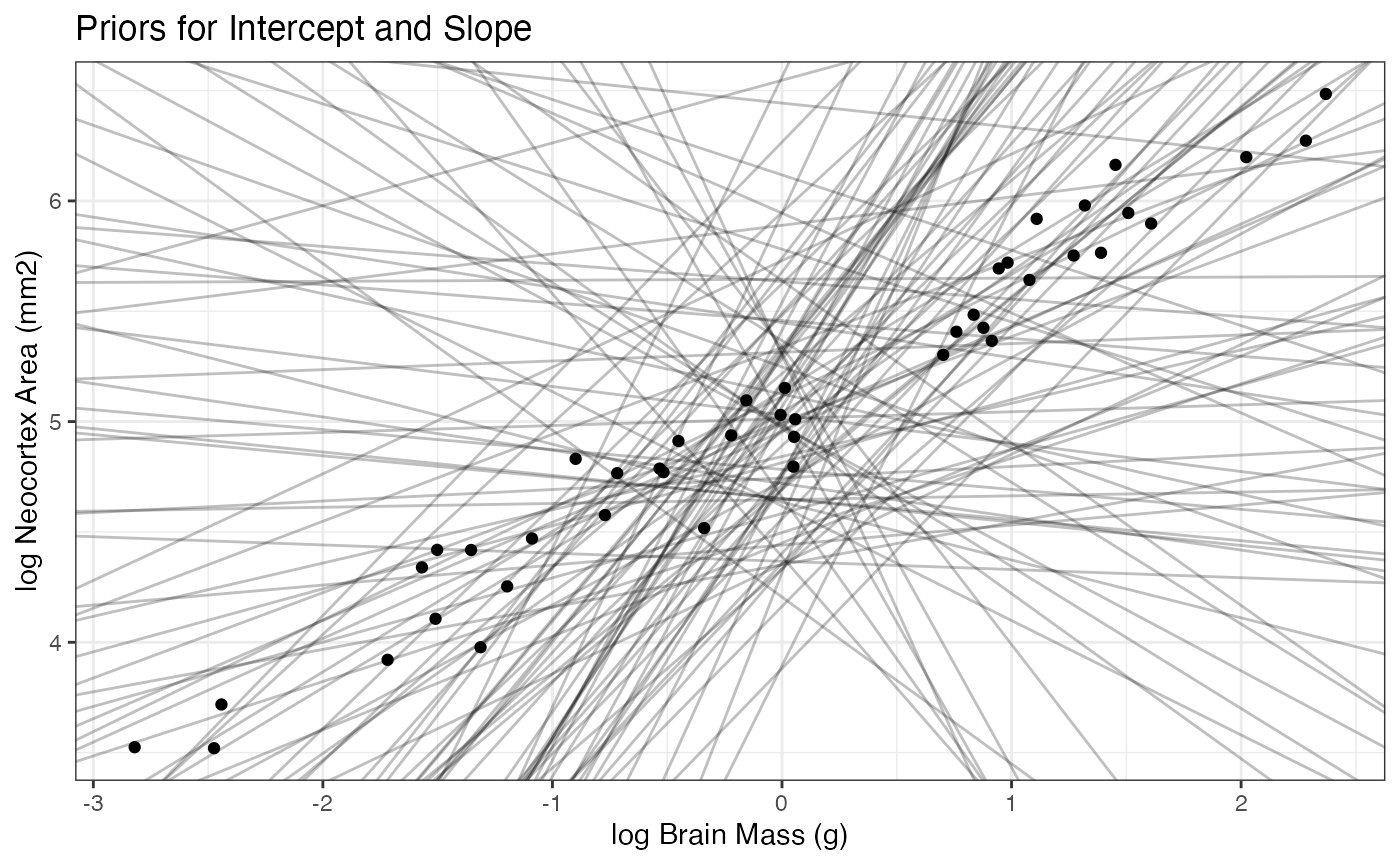 Priors for Intercept and Slope
log Neocortex Area (mm2)
6
5
4
-3 -2 -1 0 1 2
log Brain Mass (g)